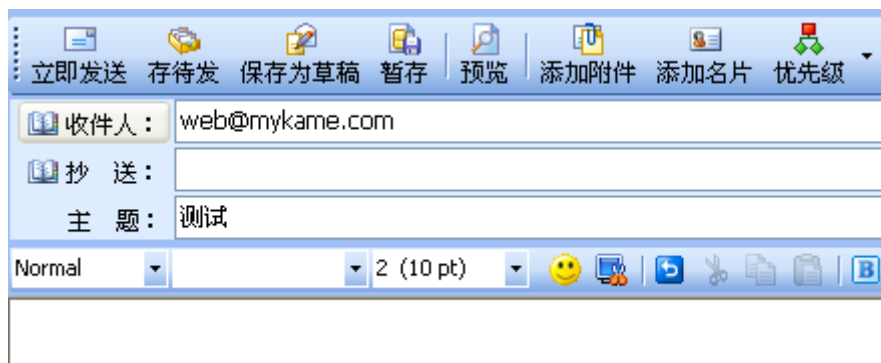 立即发送 存待发 保存为草稿 暂存 预览 添加附件 添加名片 优先级
收件人： web@mykame.com
抄 送：
主 题： 测试
Normal 2 (10 pt) B